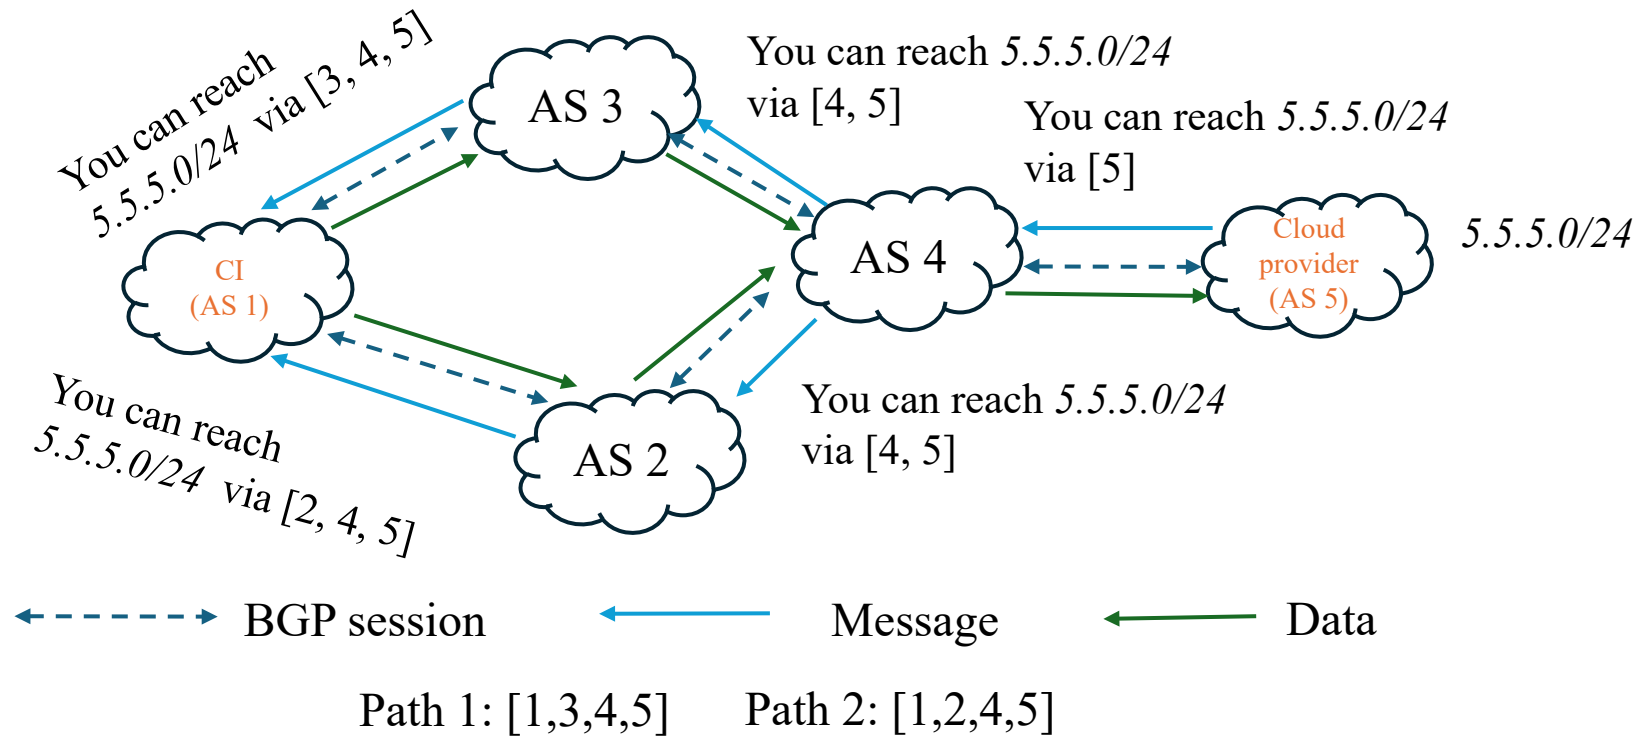 You can reach
5.5.5.0/24 via [3, 4, 5]
AS 3
You can reach 5.5.5.0/24
via [4, 5]
You can reach 5.5.5.0/24
via [5]
CI
(AS 1)
AS 4
Cloud
provider
(AS 5)
5.5.5.0/24
You can reach
5.5.5.0/24 via [2, 4, 5]
AS 2
You can reach 5.5.5.0/24
via [4, 5]
BGP session
Message
Data
Path 1: [1,3,4,5]
Path 2: [1,2,4,5]